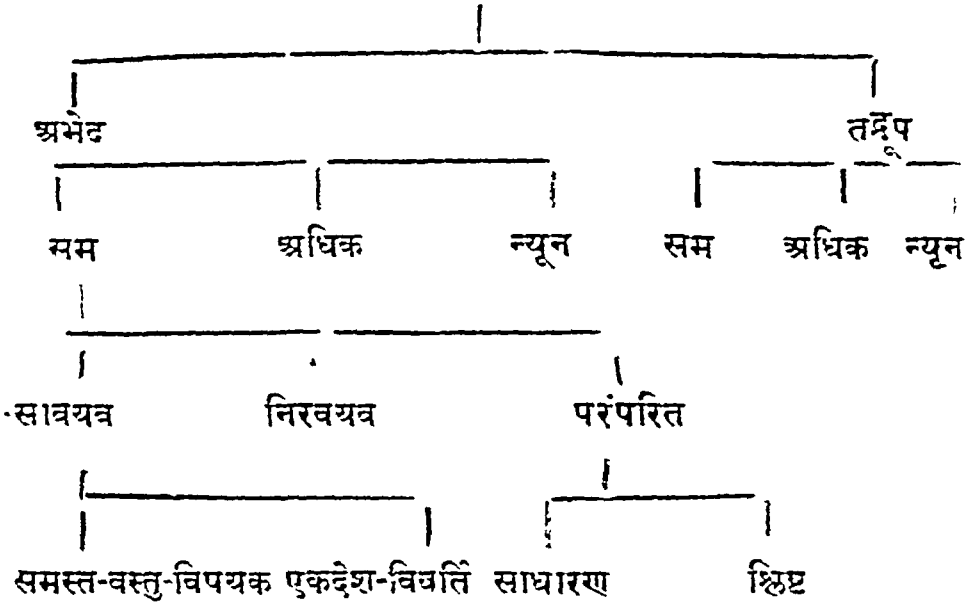 अभेद तद्रूप
सम अधिक न्यून सम अधिक न्यून
सावयव निरवयव परंपरित
समस्त-वस्तु-विषयक एकदेश-विवर्ति साधारण श्लिष्ट